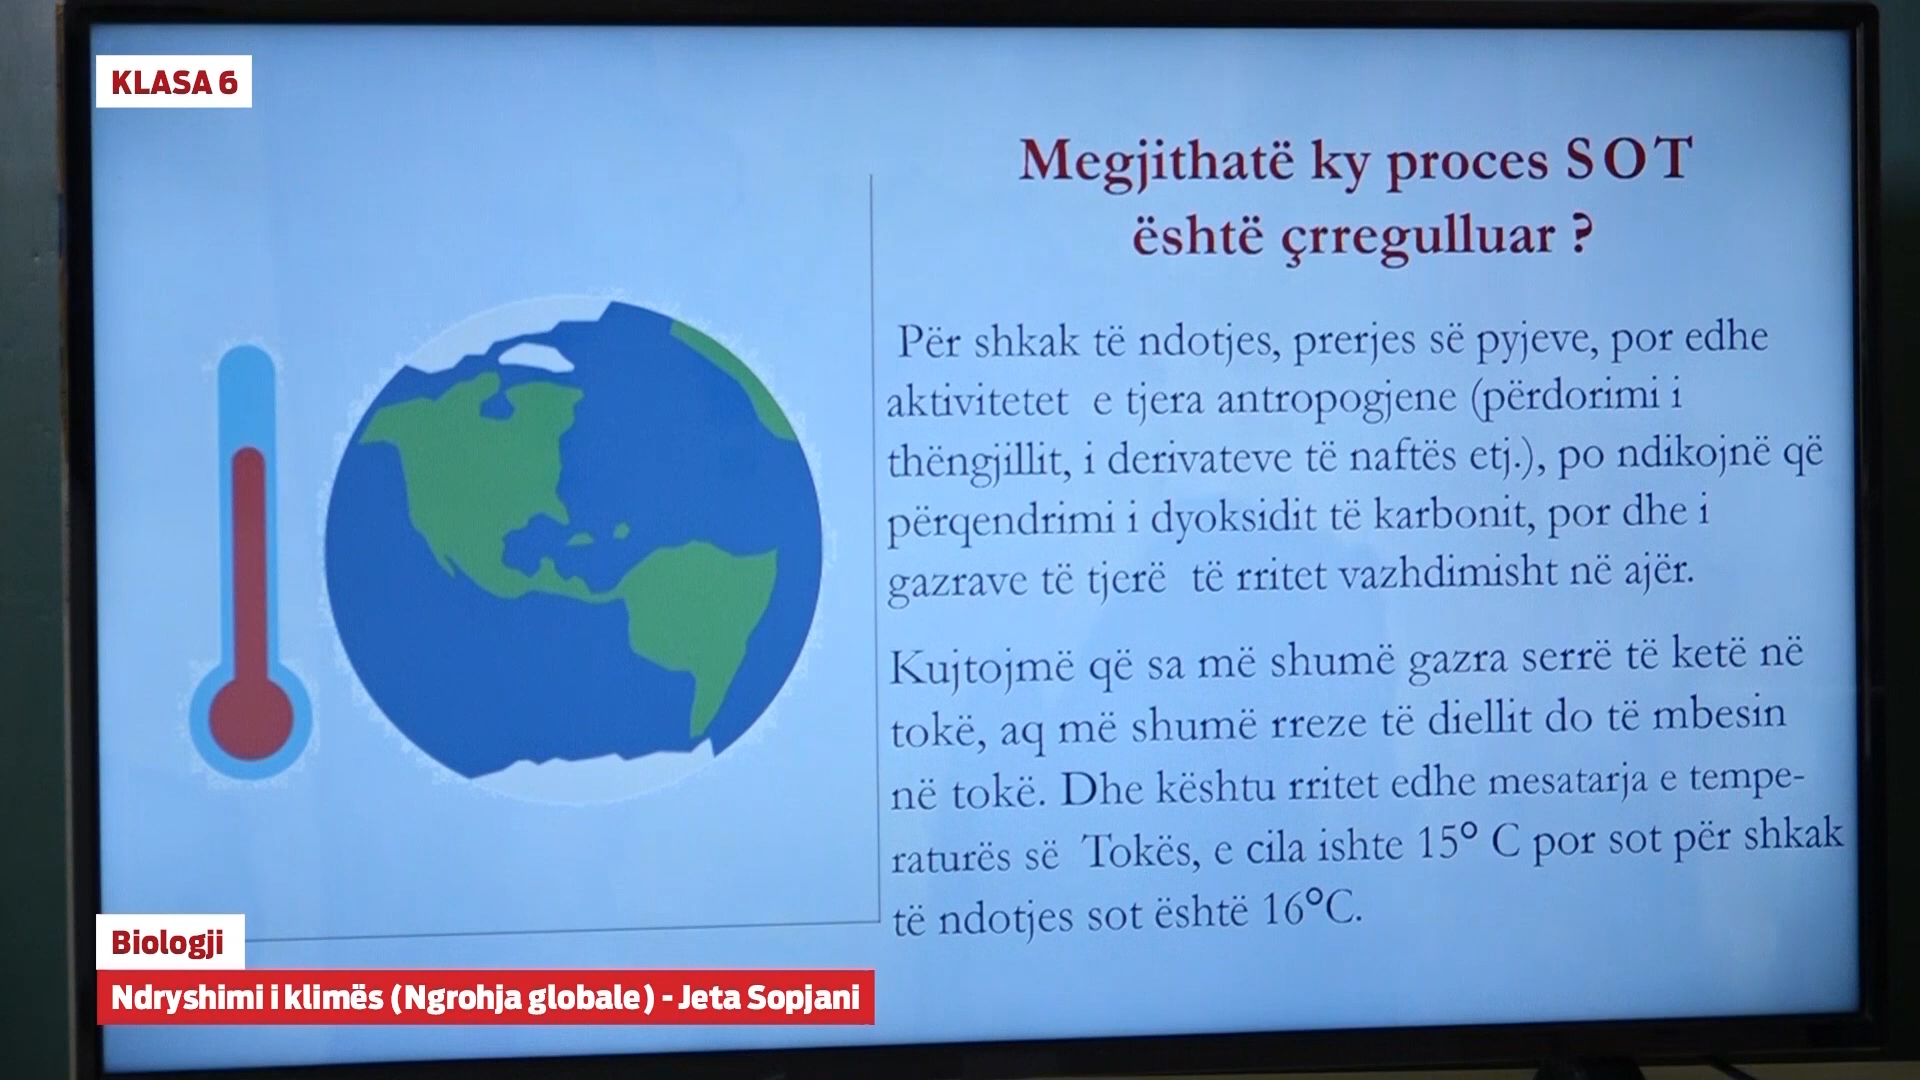 KLASA 6
Megjithatë ky proces SOT
është çrregulluar ?
Për shkak të ndotjes, prerjes së pyjeve, por edhe
aktivitetet e tjera antropogjene (përdorimi i
thëngjillit, i derivateve të naftës etj.), po ndikojnë që
përqendrimi i dyoksidit të karbonit, por dhe i
gazrave të tjerë të rritet vazhdimisht në ajër.
Kujtojmë që sa më shumë gazra serrë të ketë në
tokë, aq më shumë rreze të diellit do të mbesin
në tokë. Dhe kështu rritet edhe mesatarja e tempe-
raturës së Tokës, e cila ishte 15° C por sot për shkak
të ndotjes sot është 16°C.
Biologji
Ndryshimi i klimës (Ngrohja globale) - Jeta Sopjani